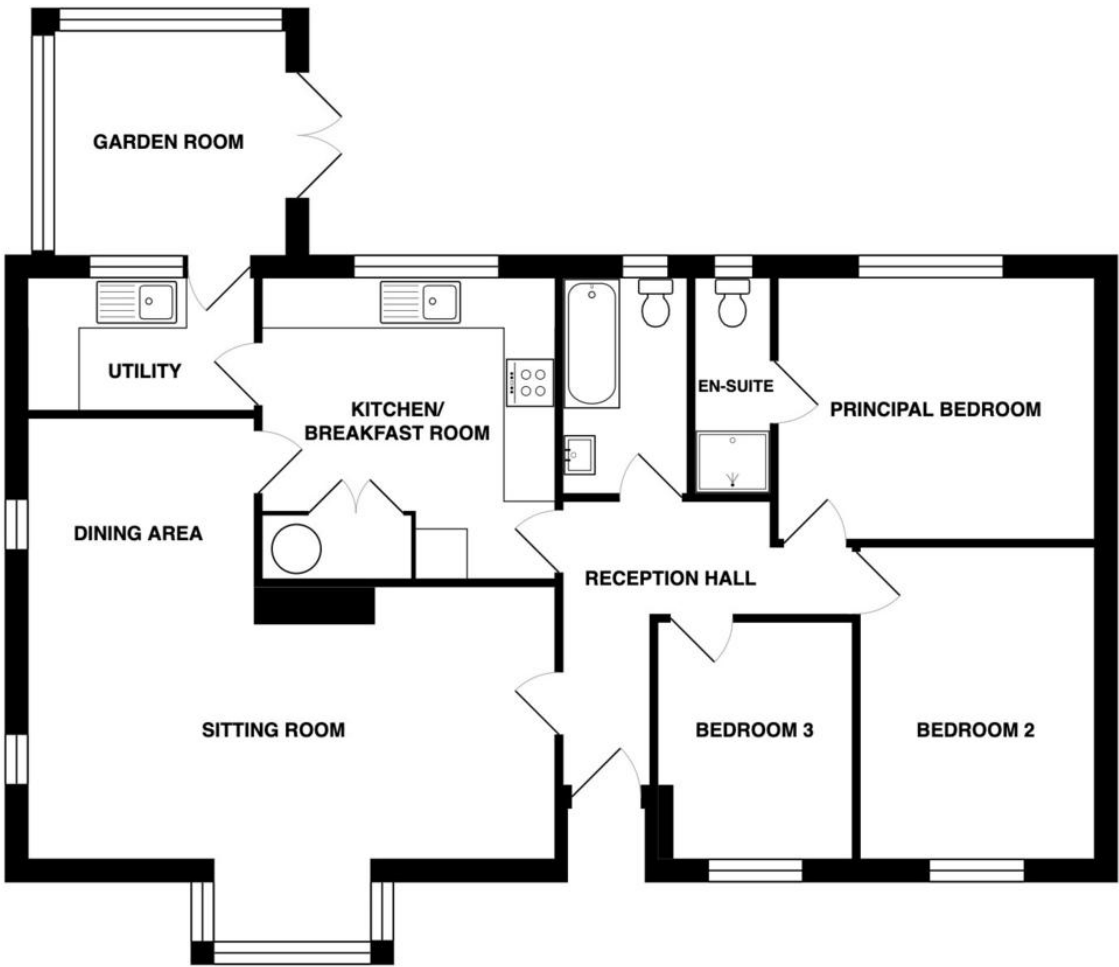 GARDEN ROOM
UTILITY
KITCHEN/
BREAKFAST ROOM
EN-SUITE
PRINCIPAL BEDROOM
DINING AREA
RECEPTION HALL
SITTING ROOM
BEDROOM 3
BEDROOM 2